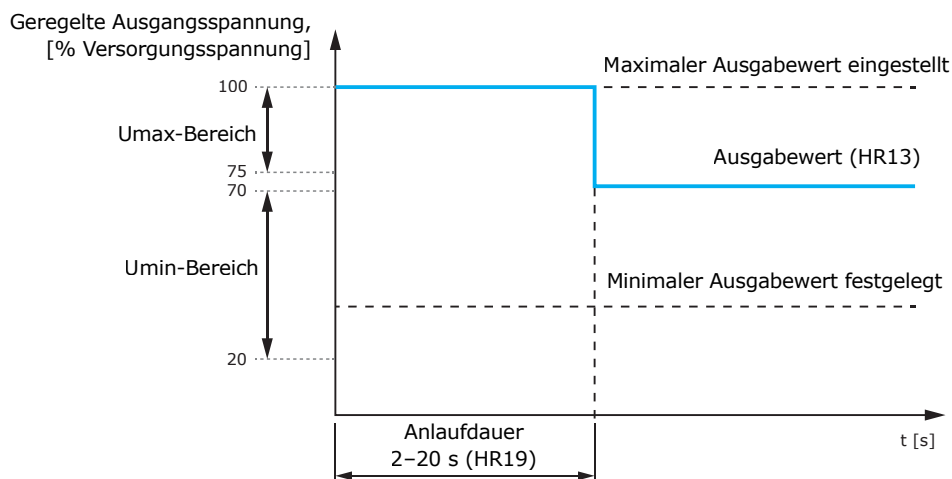 Geregelte Ausgangsspannung,
[% Versorgungsspannung]
Maximaler Ausgabewert eingestellt
100
Umax-Bereich
Ausgabewert (HR13)
75
70
Umin-Bereich
Minimaler Ausgabewert festgelegt
20
Anlaufdauer
2–20 s (HR19)
t [s]